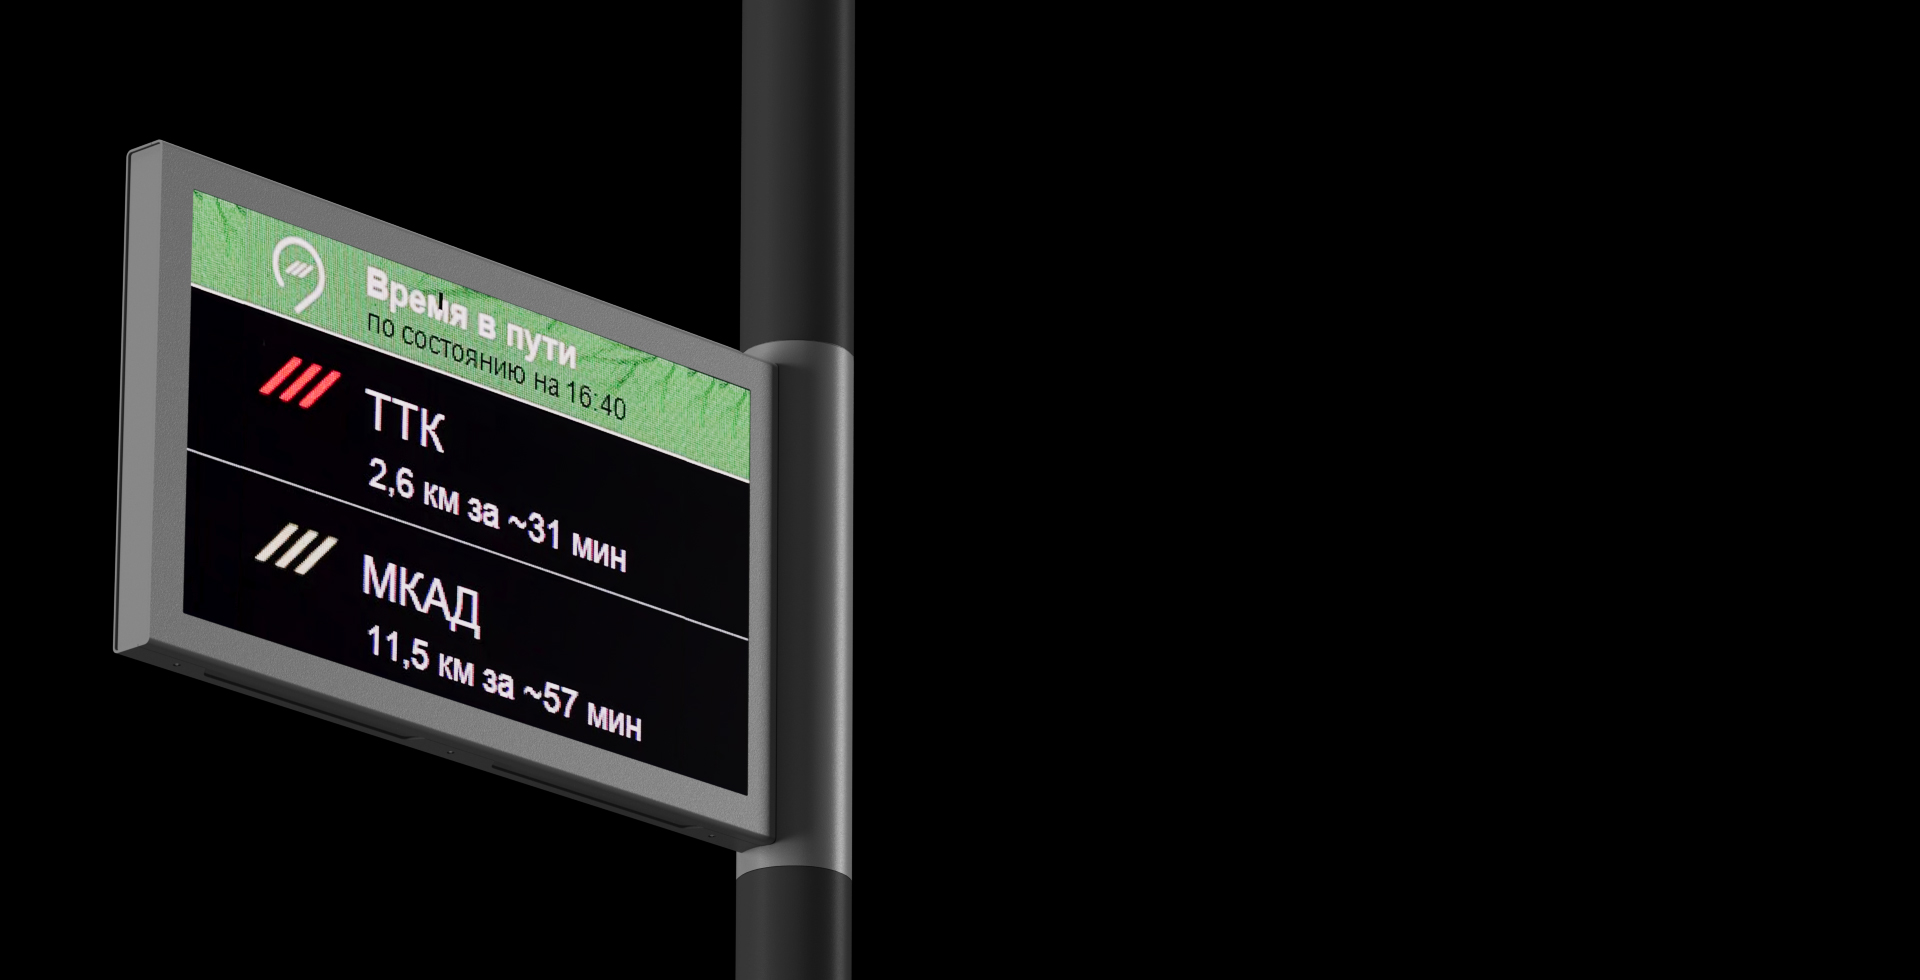 Время в пути
по состоянию на 16:40
ТТК
2,6 км за ~31 мин
МКАД
11,5 км за ~57 мин